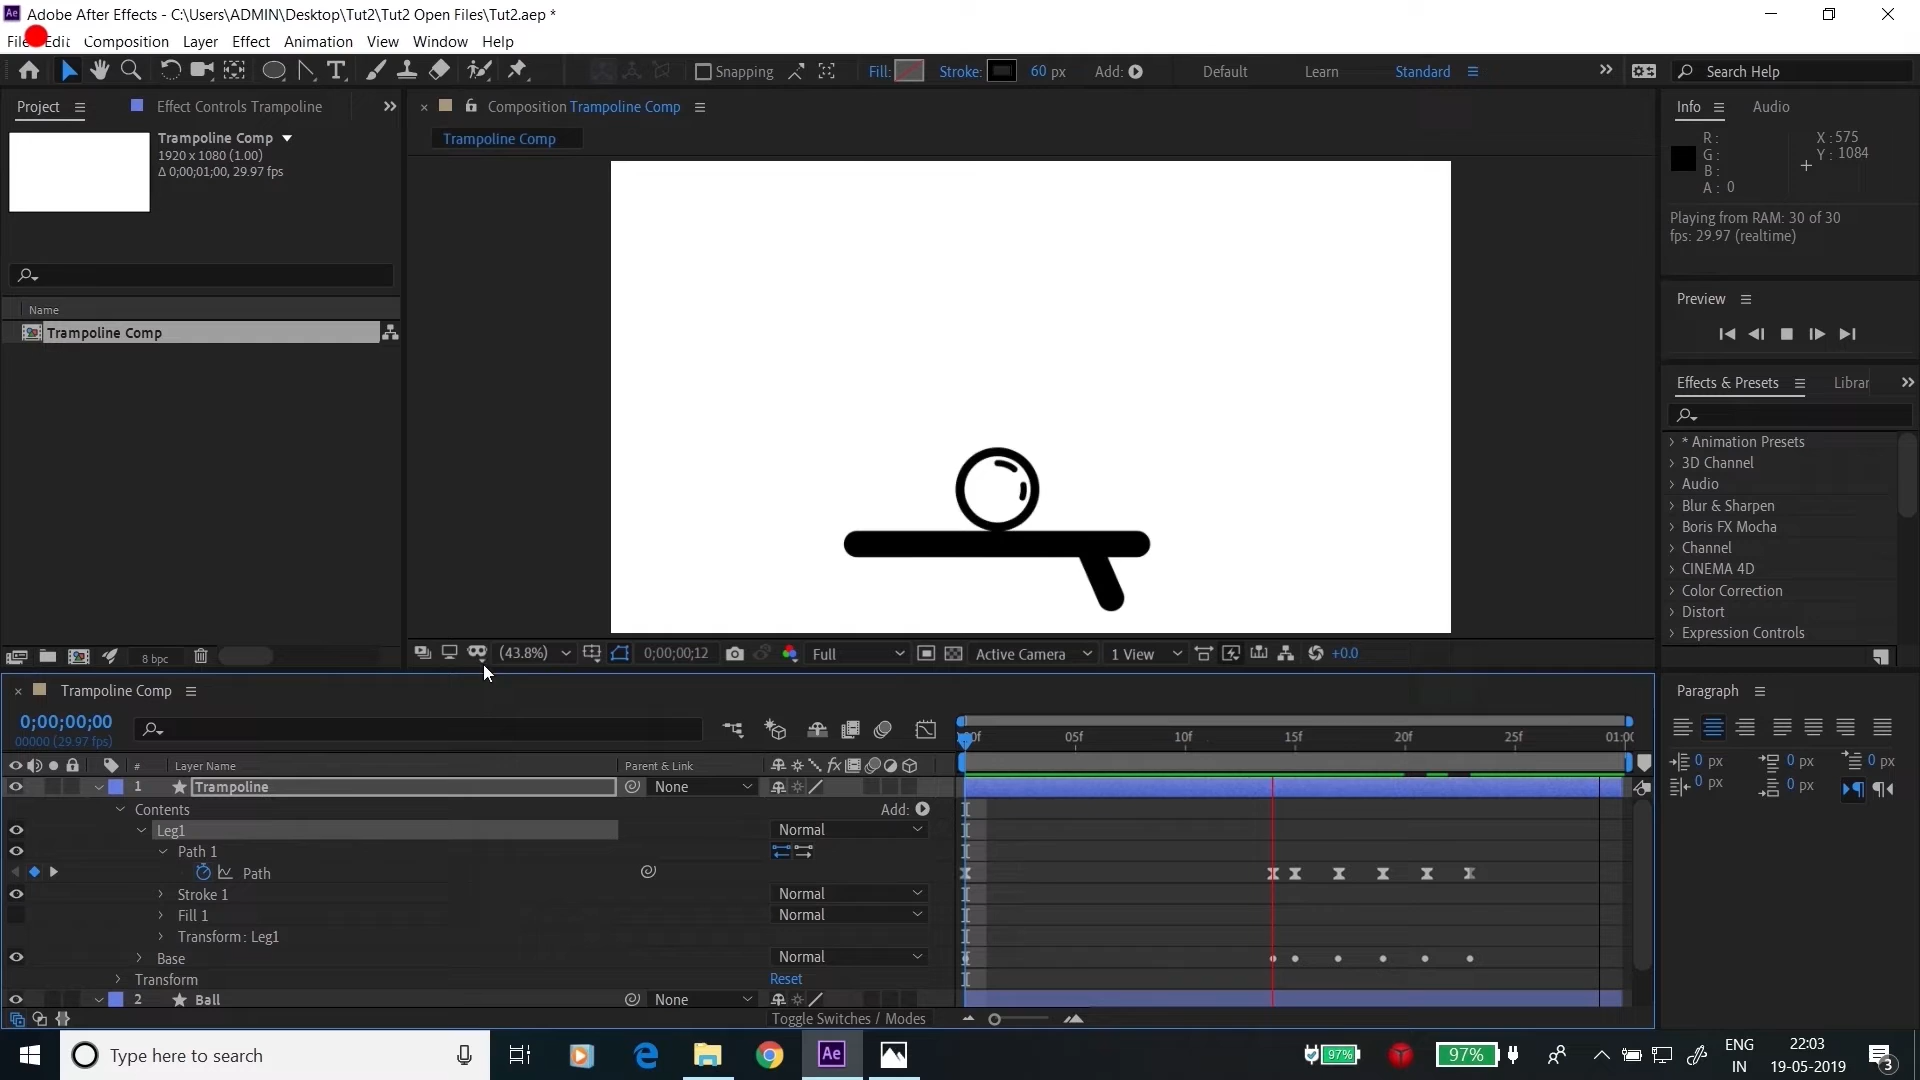 Adobe After Effects - C:\Users\ADMIN\Desktop\Tut2\Tut2 Open Files\Tut2.aep *
File Edit Composition Layer Effect Animation View Window Help
Snapping Fill: Stroke: 60 px Add: Default Learn Standard Search Help
Project Effect Controls Trampoline
Composition Trampoline Comp
Info Audio
Trampoline Comp
1920 x 1080 (1.00)
Δ 0;00;01;00, 29.97 fps
Trampoline Comp
R :
G :
B :
A : 0
X : 575
Y : 1084
Playing from RAM: 30 of 30
fps: 29.97 (realtime)
Preview
Effects & Presets Librar
* Animation Presets
3D Channel
Audio
Blur & Sharpen
Boris FX Mocha
Channel
CINEMA 4D
Color Correction
Distort
Expression Controls
Name
Trampoline Comp
8 bpc
(43.8%) 0;00;00;12 Full Active Camera 1 View +0.0
Trampoline Comp
Paragraph
0;00;00;00
00000 (29.97 fps)
05f 10f 15f 20f 25f 01:00
# Layer Name Parent & Link
0 px 0 px 0 px
0 px 0 px
1 Trampoline None
Contents Add:
Leg1 Normal
Path 1
Path
Stroke 1 Normal
Fill 1 Normal
Transform: Leg1
Base Normal
Transform Reset
2 Ball None
Toggle Switches / Modes
Type here to search
Ae
97%
97%
ENG
IN
22:03
19-05-2019
3